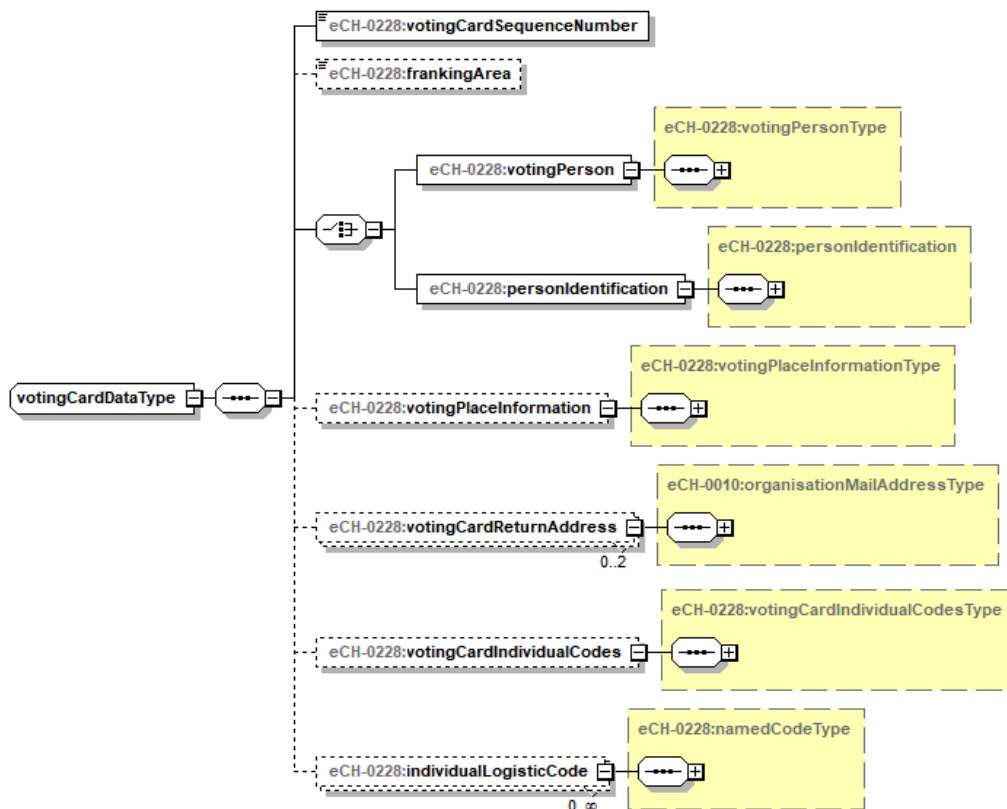 eCH-0228:votingCardSequenceNumber
eCH-0228:frankingArea
eCH-0228:votingPersonType
eCH-0228:votingPerson
eCH-0228:personIdentification
eCH-0228:personIdentification
eCH-0228:votingPlaceInformationType
votingCardDataType
eCH-0228:votingPlaceInformation
eCH-0010:organisationMailAddressType
eCH-0228:votingCardReturnAddress
0..2
eCH-0228:votingCardIndividualCodesType
eCH-0228:votingCardIndividualCodes
eCH-0228:namedCodeType
eCH-0228:individualLogisticCode
0..∞